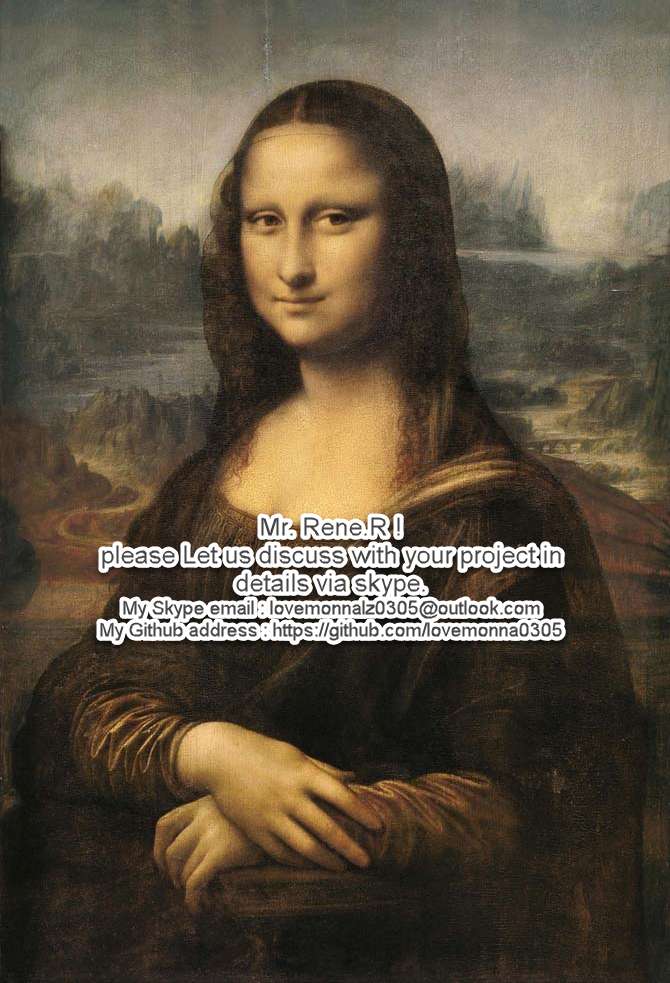 Mr. Rene.R !
please Let us discuss with your project in
details via skype.
My Skype email : lovemonnalz0305@outlook.com
My Github address : https://github.com/lovemonna0305